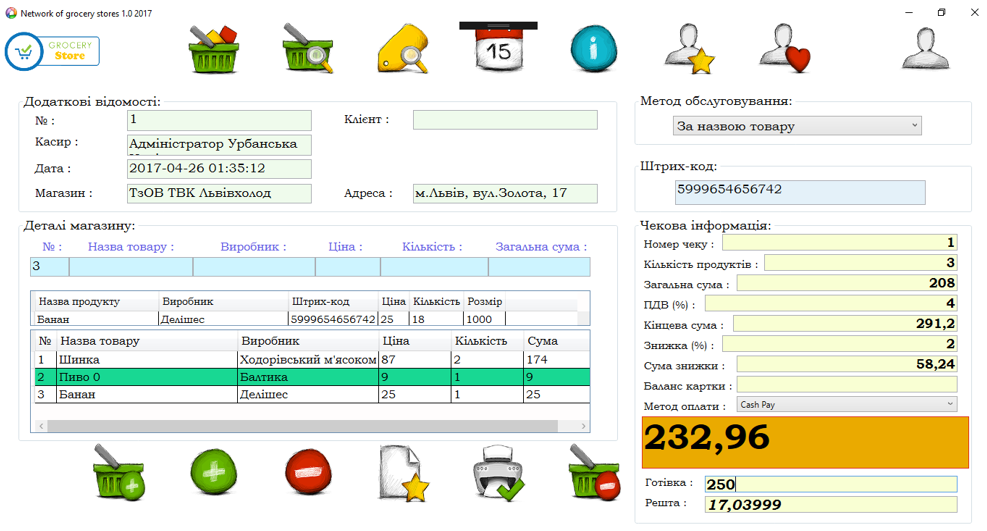 Network of grocery stores 1.0 2017
GROCERY
Store
15
i
Додаткові відомості:
№ :
1
Клієнт :
Касир :
Адміністратор Урбанська
Дата :
2017-04-26 01:35:12
Магазин :
ТзОВ ТВК Львівхолод
Адреса :
м.Львів, вул.Золота, 17
Метод обслуговування:
За назвою товару
Штрих-код:
5999654656742
Деталі магазину:
№ : Назва товару : Виробник : Ціна : Кількість : Загальна сума :
3
Назва продукту Виробник Штрих-код Ціна Кількість Розмір
Банан Делішес 5999654656742 25 18 1000
№ Назва товару Виробник Ціна Кількість Сума
1 Шинка Ходорівський м'ясоком 87 2 174
2 Пиво 0 Балтика 9 1 9
3 Банан Делішес 25 1 25
Чекова інформація:
Номер чеку : 1
Кількість продуктів : 3
Загальна сума : 208
ПДВ (%) : 4
Кінцева сума : 291,2
Знижка (%) : 2
Сума знижки : 58,24
Баланс картки :
Метод оплати : Cash Pay
232,96
Готівка : 250
Решта : 17,03999